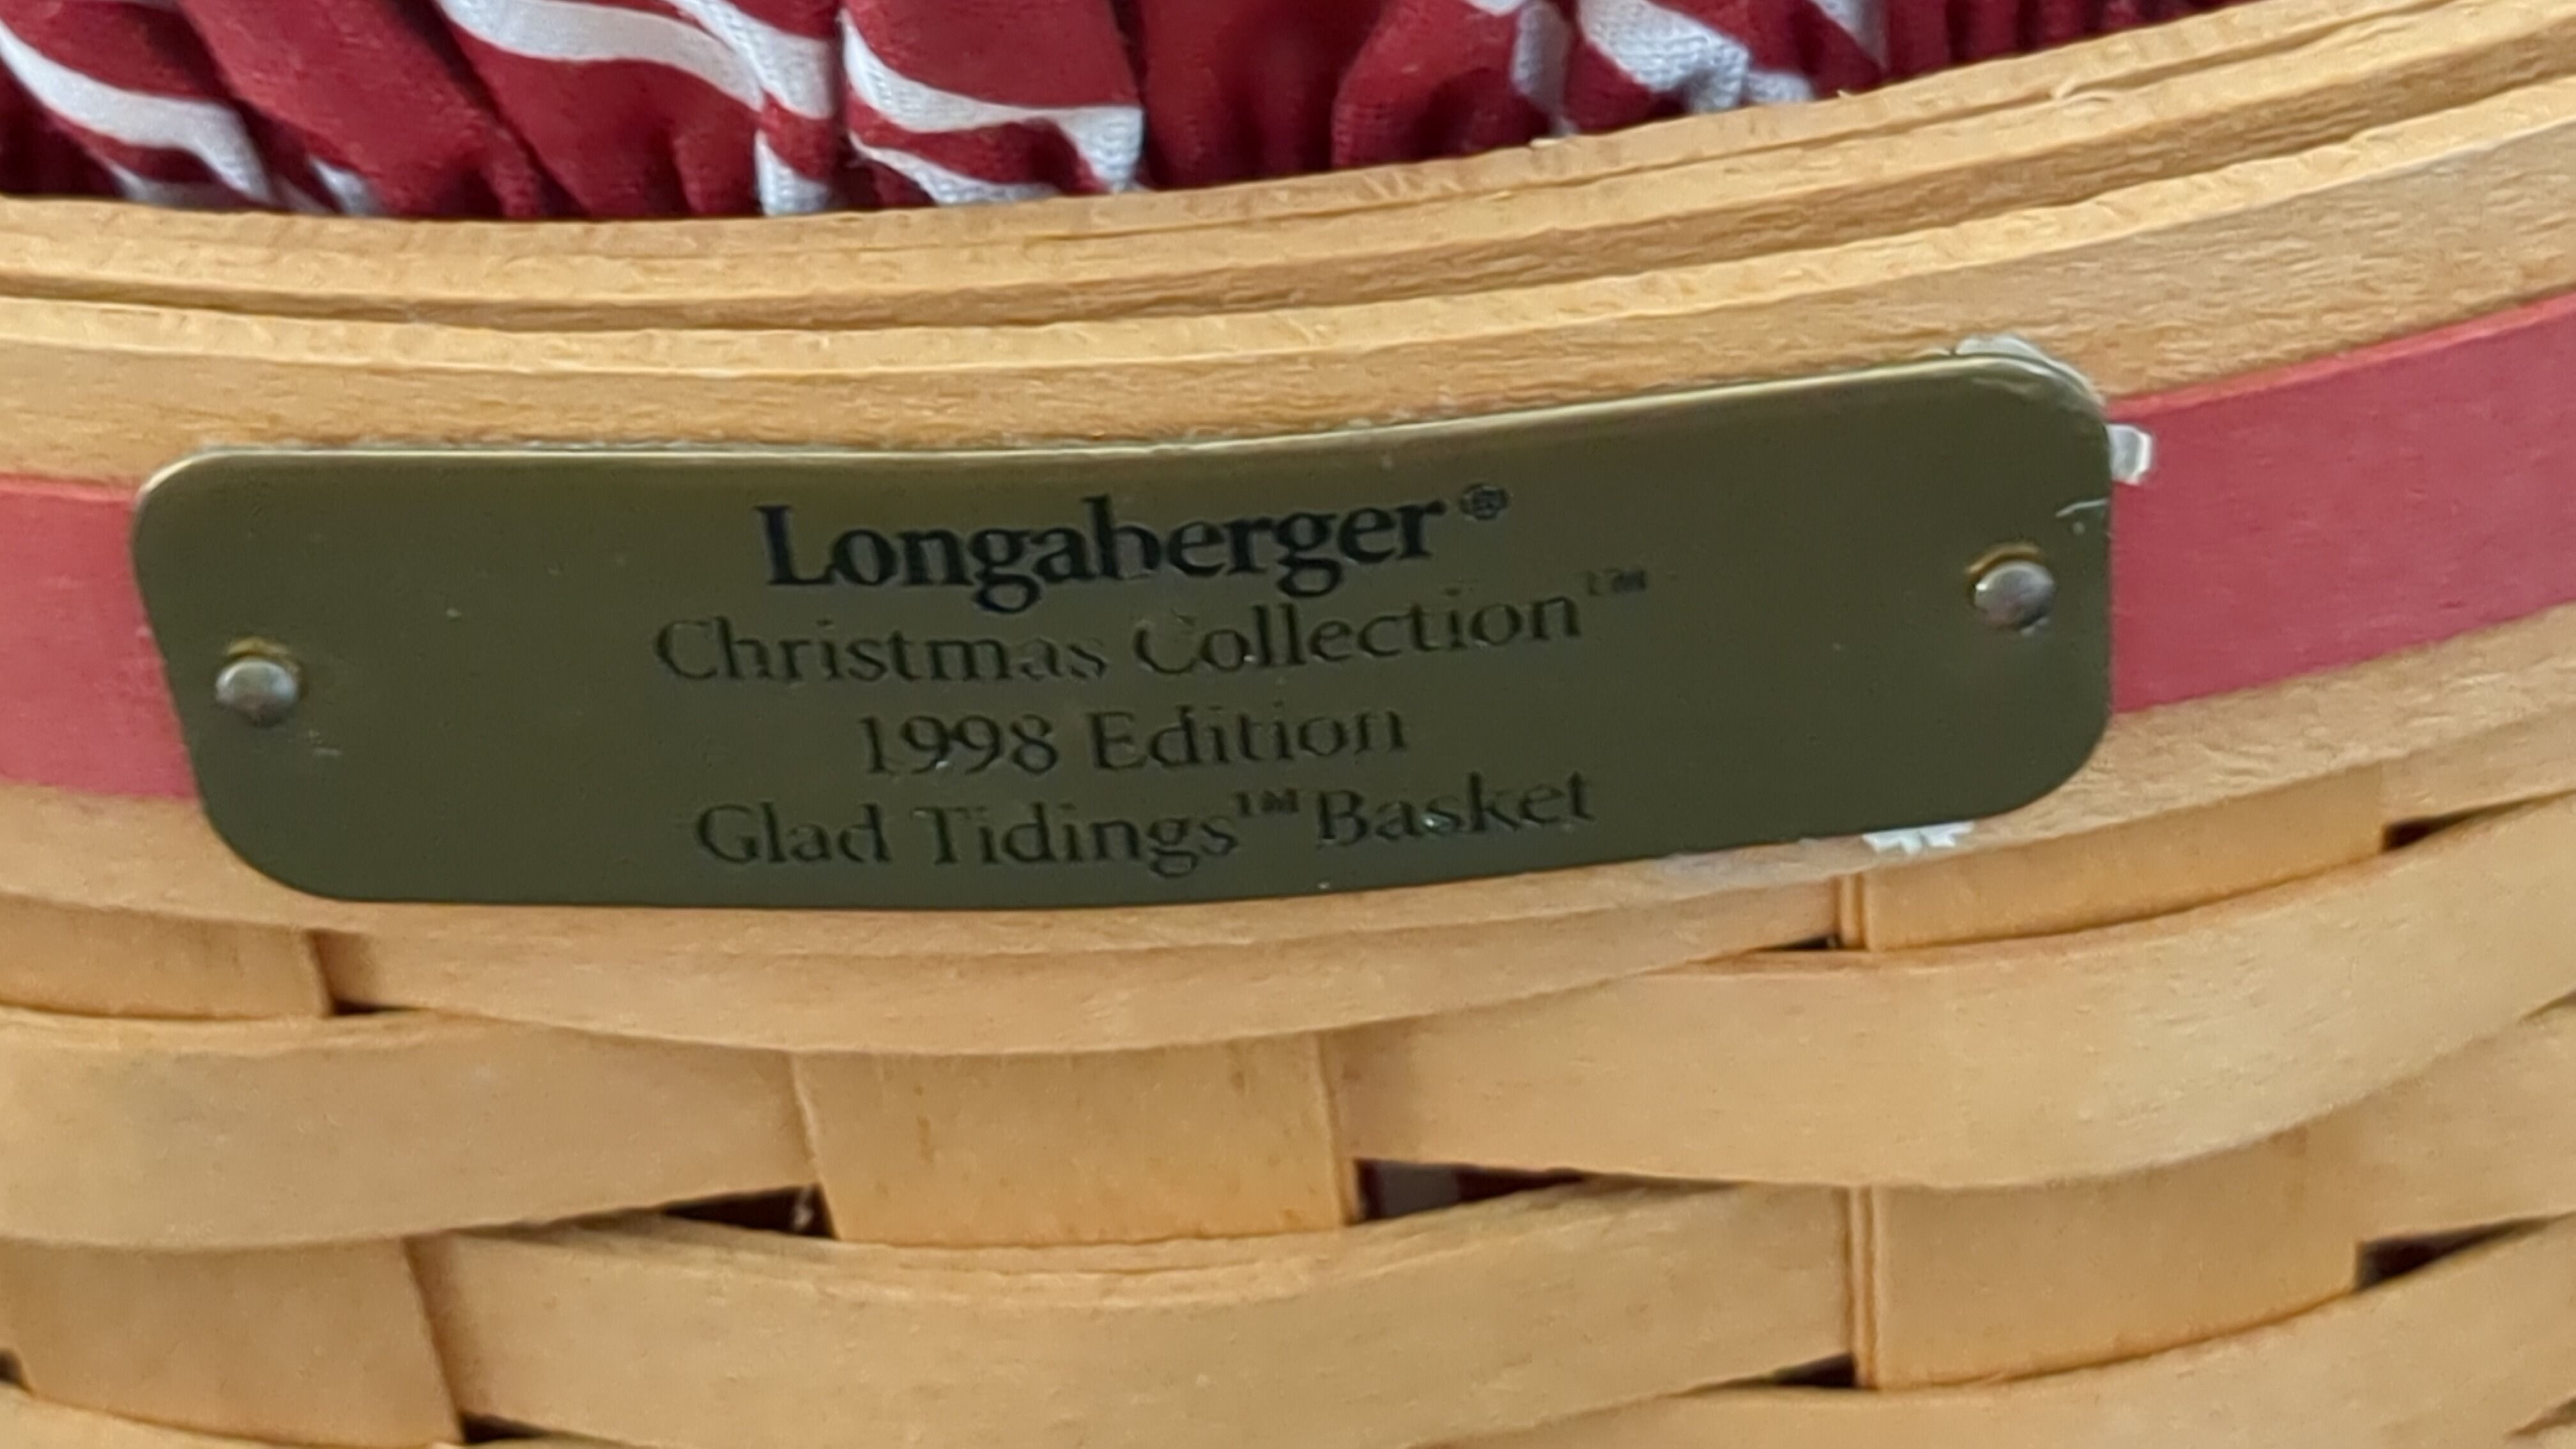 Longaberger®
Christmas Collection™
1998 Edition
Glad Tidings™ Basket